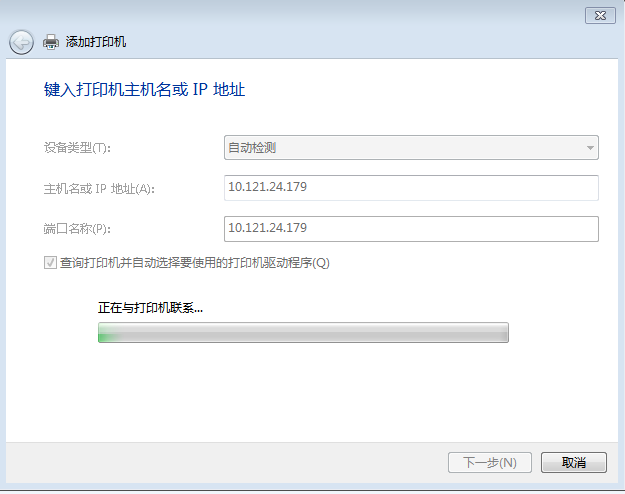 添加打印机
键入打印机主机名或 IP 地址
设备类型(T):
自动检测
主机名或 IP 地址(A):
10.121.24.179
端口名称(P):
10.121.24.179
查询打印机并自动选择要使用的打印机驱动程序(Q)
正在与打印机联系...
下一步(N)
取消